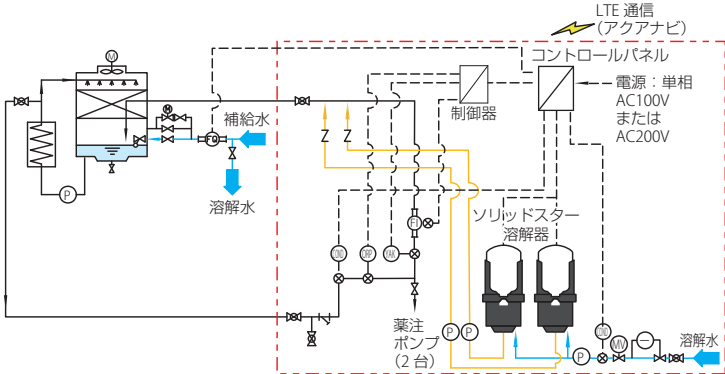 LTE 通信
（アクアナビ）
コントロールパネル
M
電源：単相
AC100V
または
AC200V
制御器
M
補給水
FQ
溶解水
P
FI
ソリッドスター
溶解器
COND
ORP
YAK
薬注
ポンプ
（2 台）
P
P
COND
MV
P
溶解水